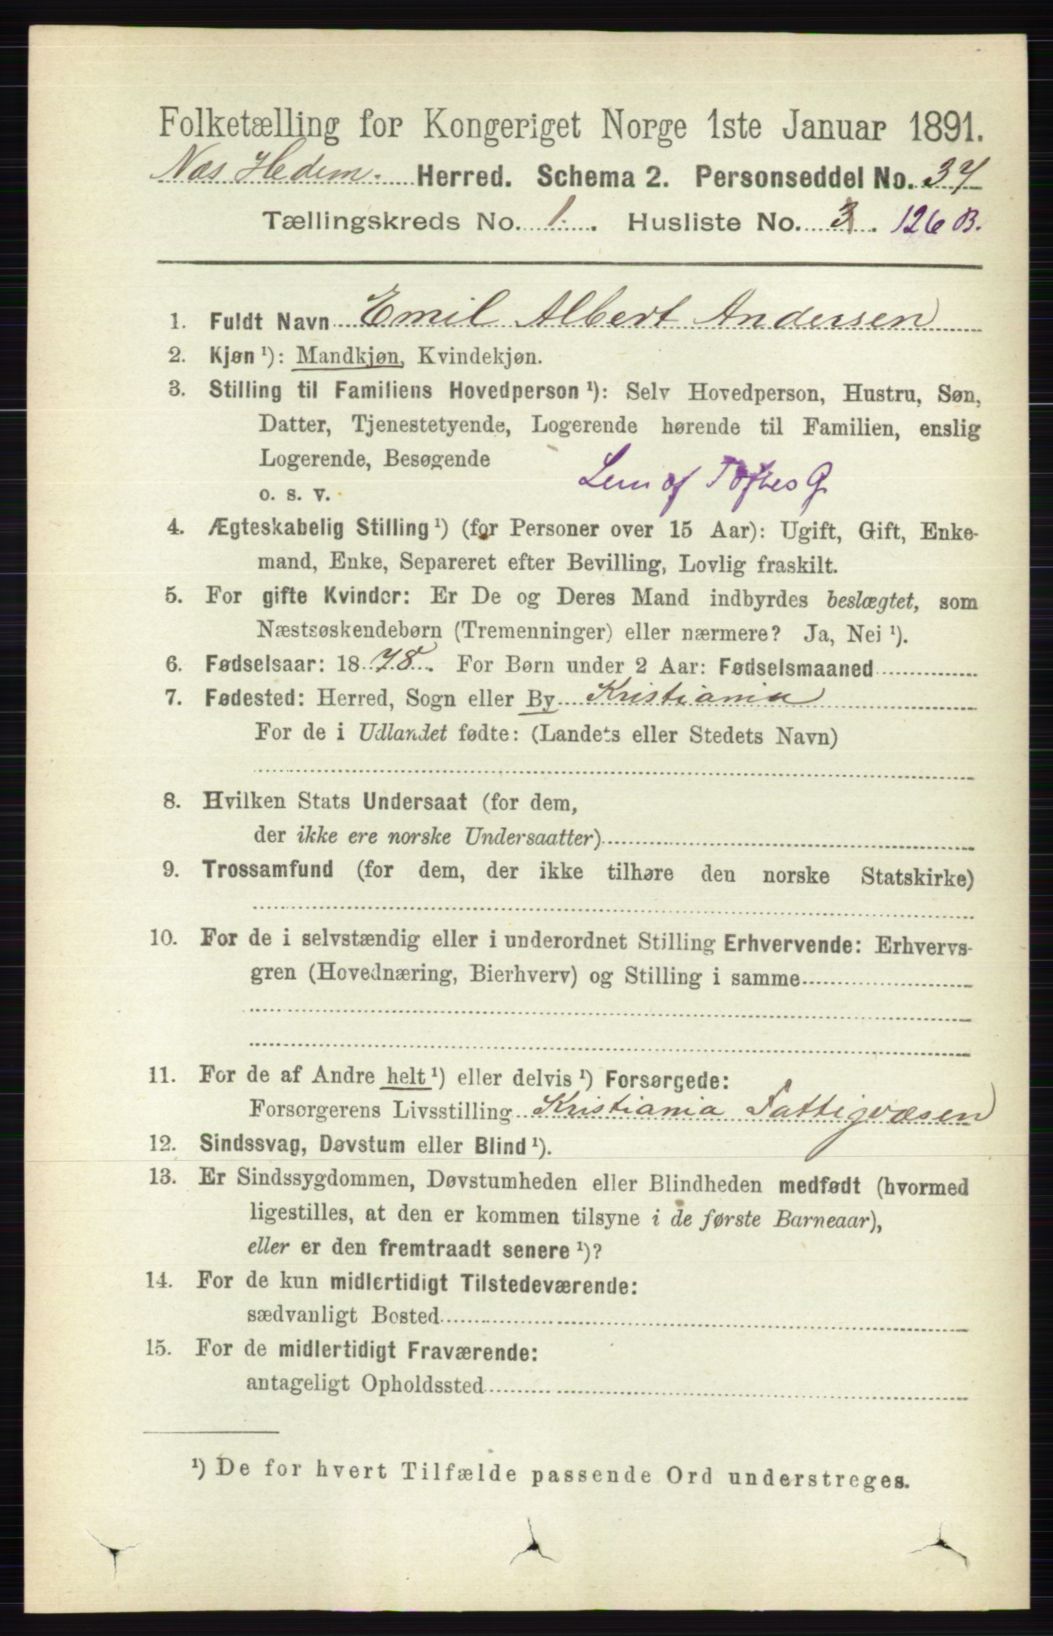 Folketælling for Kongeriget Norge 1ste Januar 1891.
Næs Hedem. Herred. Schema 2. Personseddel No. 37
Tællingskreds No. 1. Husliste No. 3. 126 B.
1. Fuldt Navn Emil Albert Andersen
2. Kjøn ¹): Mandkjøn, Kvindekjøn.
3. Stilling til Familiens Hovedperson ¹): Selv Hovedperson, Hustru, Søn,
Datter, Tjenestetyende, Logerende hørende til Familien, enslig
Logerende, Besøgende
o. s. v. Lem af Toftes G.
4. Ægteskabelig Stilling ¹) (for Personer over 15 Aar): Ugift, Gift, Enke-
mand, Enke, Separeret efter Bevilling, Lovlig fraskilt.
5. For gifte Kvinder: Er De og Deres Mand indbyrdes beslægtet, som
Næstsøskendebørn (Tremenninger) eller nærmere? Ja, Nei ¹).
6. Fødselsaar: 1878. For Børn under 2 Aar: Fødselsmaaned
7. Fødested: Herred, Sogn eller By Kristiania
For de i Udlandet fødte: (Landets eller Stedets Navn)
8. Hvilken Stats Undersaat (for dem,
der ikke ere norske Undersaatter)
9. Trossamfund (for dem, der ikke tilhøre den norske Statskirke)
10. For de i selvstændig eller i underordnet Stilling Erhvervende: Erhvervs-
gren (Hovednæring, Bierhverv) og Stilling i samme
11. For de af Andre helt ¹) eller delvis ¹) Forsørgede:
Forsørgerens Livsstilling Kristiania Fattigvæsen
12. Sindssvag, Døvstum eller Blind ¹).
13. Er Sindssygdommen, Døvstumheden eller Blindheden medfødt (hvormed
ligestilles, at den er kommen tilsyne i de første Barneaar),
eller er den fremtraadt senere ¹)?
14. For de kun midlertidigt Tilstedeværende:
sædvanligt Bosted
15. For de midlertidigt Fraværende:
antageligt Opholdssted
¹) De for hvert Tilfælde passende Ord understreges.